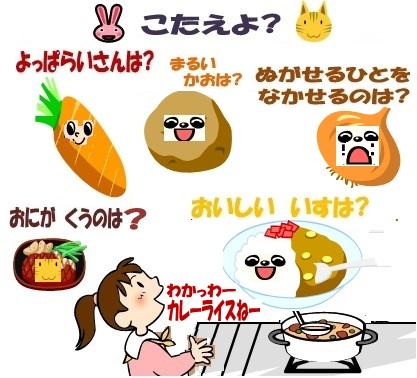 こたえよ?
よっぱらいさんは?
まるい
かおは?
ぬがせるひとを
なかせるのは?
おにが くうのは?
おいしい いすは?
わかっわー
カレーライスねー